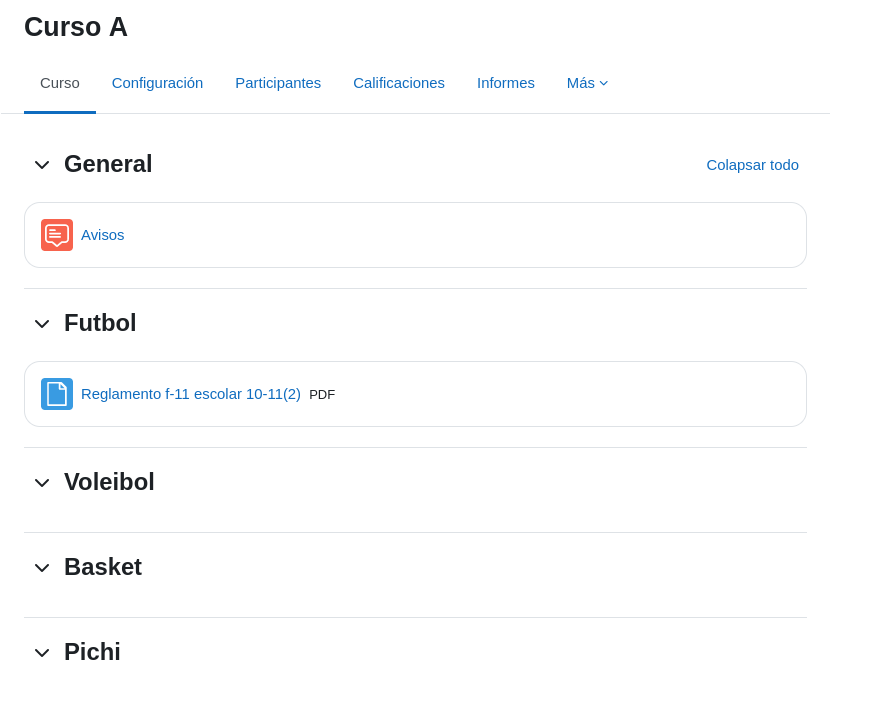 Curso A
Curso Configuración Participantes Calificaciones Informes Más
General Colapsar todo
Avisos
Futbol
Reglamento f-11 escolar 10-11(2) PDF
Voleibol
Basket
Pichi